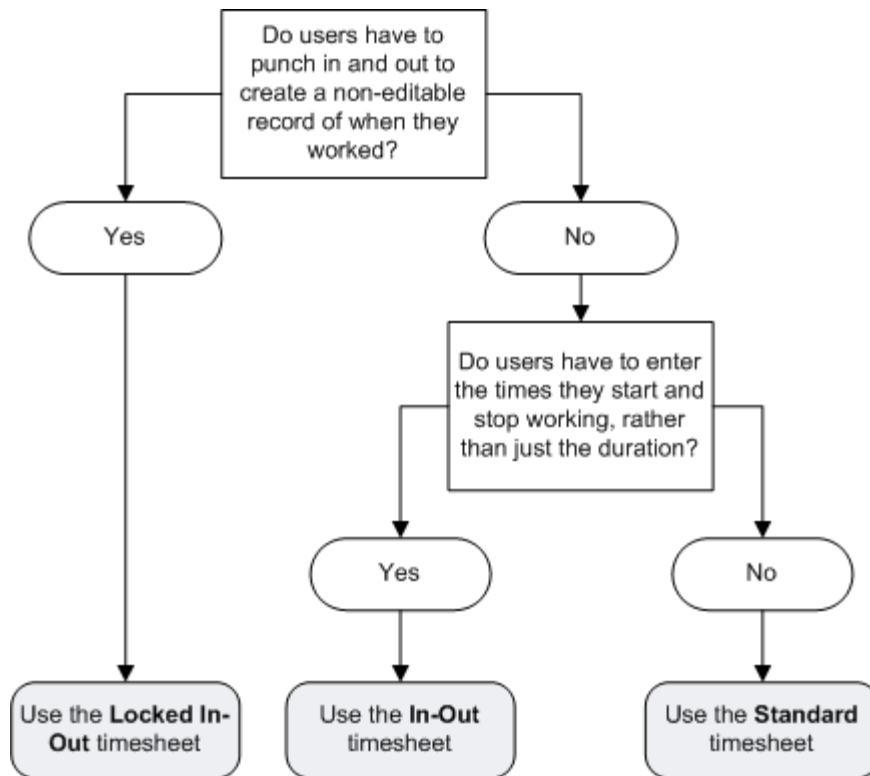 Do users have to
punch in and out to
create a non-editable
record of when they
worked?
Yes
No
Do users have to enter
the times they start and
stop working, rather
than just the duration?
Yes
No
Use the Locked In-
Out timesheet
Use the In-Out
timesheet
Use the Standard
timesheet